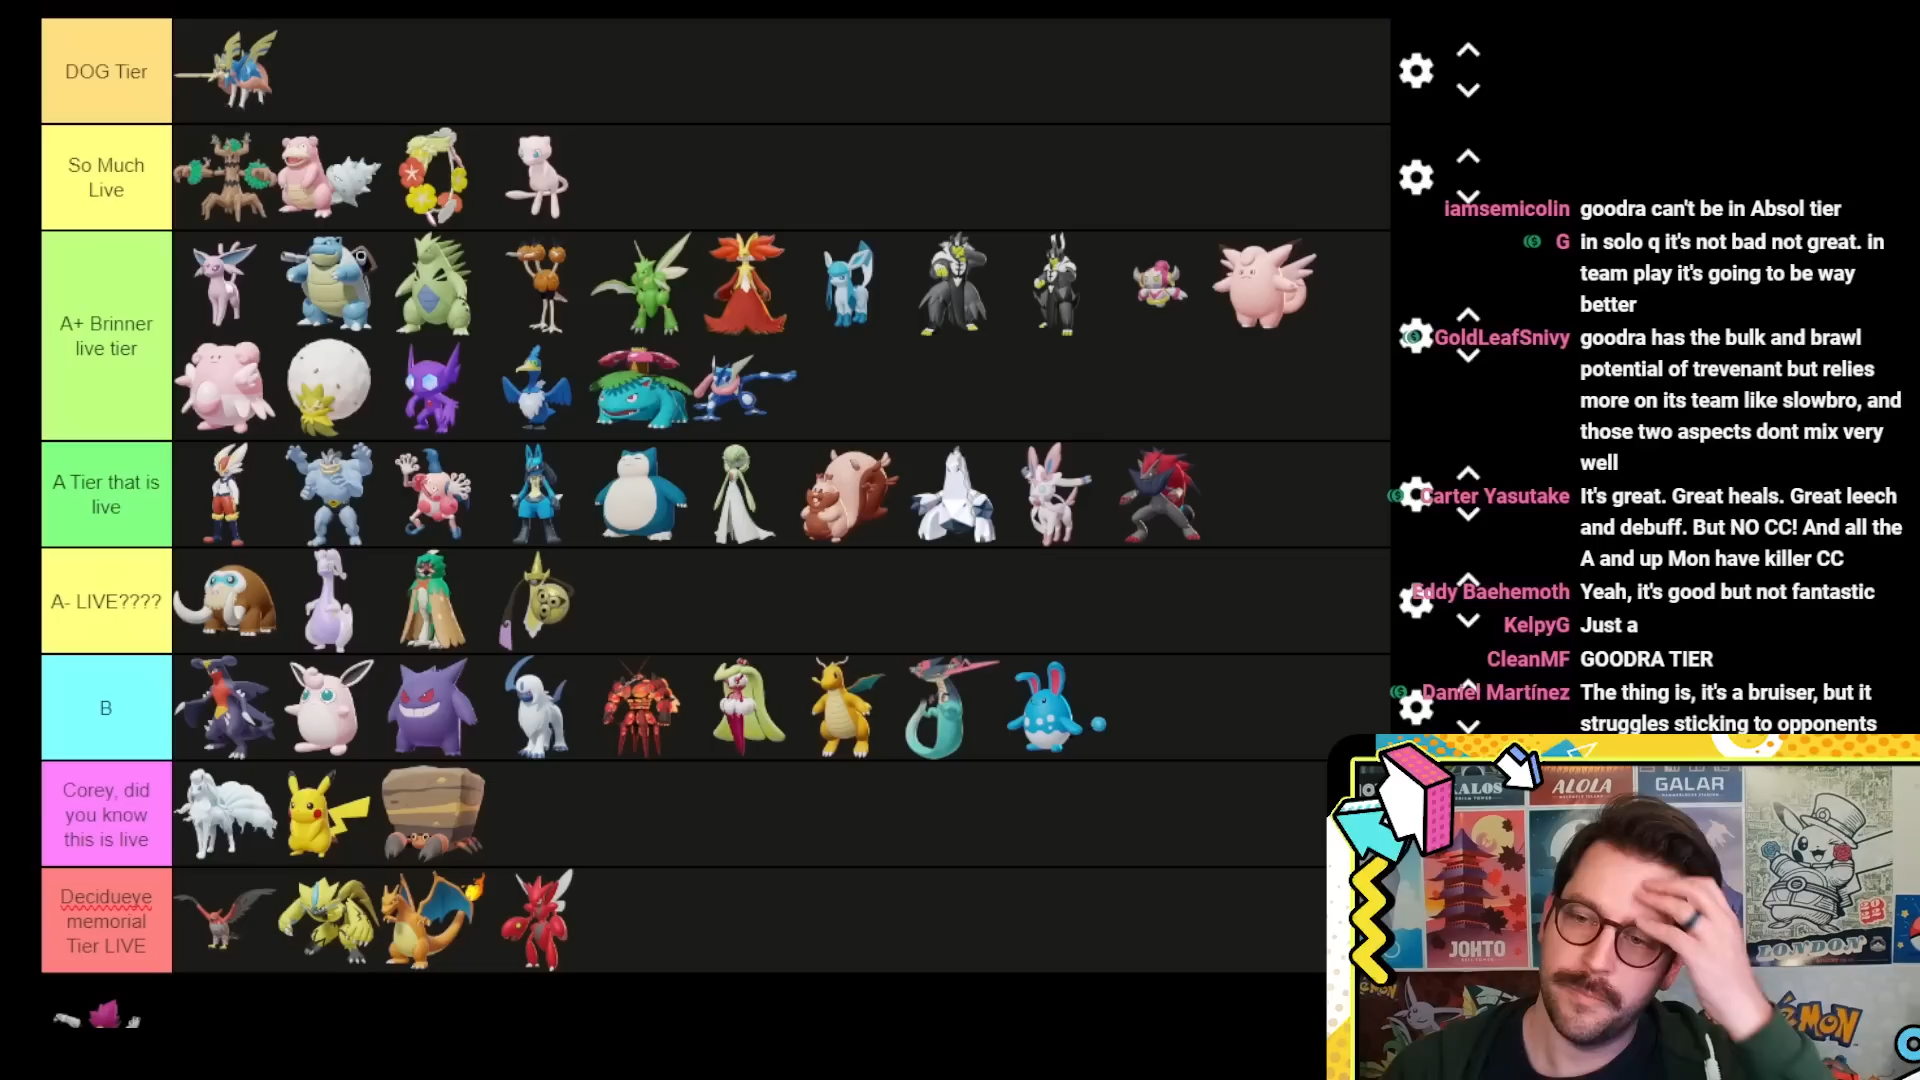 DOG Tier
So Much
Live
A+ Brinner
live tier
A Tier that is
live
A- LIVE????
B
Corey, did
you know
this is live
Decidueye
memorial
Tier LIVE
iamsemicolin goodra can't be in Absol tier
G in solo q it's not bad not great. in
team play it's going to be way
better
GoldLeafSnivy goodra has the bulk and brawl
potential of trevenant but relies
more on its team like slowbro, and
those two aspects dont mix very
well
Carter Yasutake It's great. Great heals. Great leech
and debuff. But NO CC! And all the
A and up Mon have killer CC
Eddy Baehemoth Yeah, it's good but not fantastic
KelpyG Just a
CleanMF GOODRA TIER
Daniel Martínez The thing is, it's a bruiser, but it
struggles sticking to opponents
KALOS
ALOLA
GALAR
JOHTO
2022
LONDON